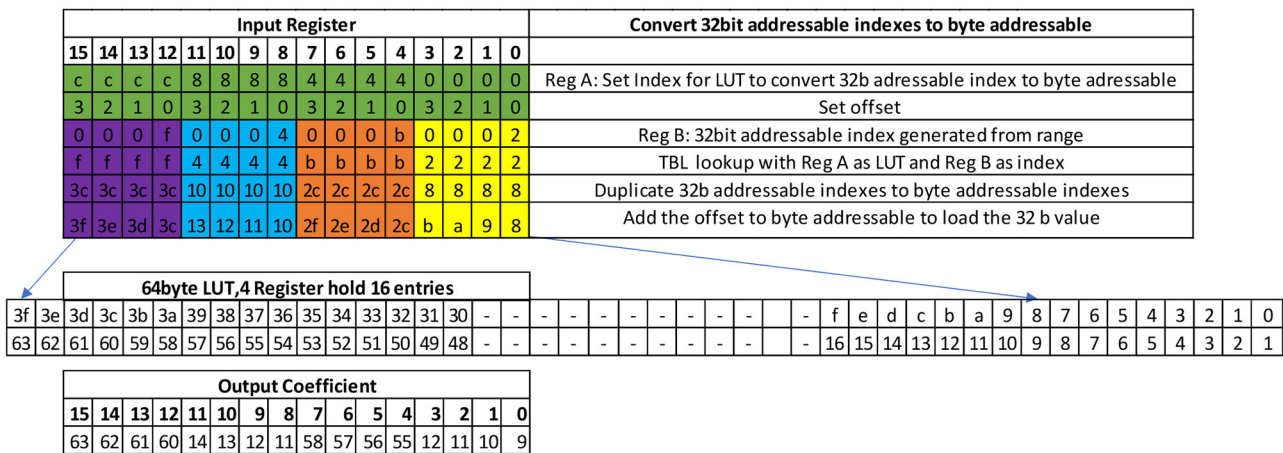 Input Register Convert 32bit addressable indexes to byte addressable
15 14 13 12 11 10 9 8 7 6 5 4 3 2 1 0
c c c c 8 8 8 8 4 4 4 4 0 0 0 0 Reg A: Set Index for LUT to convert 32b adressable index to byte adressable
3 2 1 0 3 2 1 0 3 2 1 0 3 2 1 0 Set offset
0 0 0 f 0 0 0 4 0 0 0 b 0 0 0 2 Reg B: 32bit addressable index generated from range
f f f f 4 4 4 4 b b b b 2 2 2 2 TBL lookup with Reg A as LUT and Reg B as index
3c 3c 3c 3c 10 10 10 10 2c 2c 2c 2c 8 8 8 8 Duplicate 32b addressable indexes to byte addressable indexes
3f 3e 3d 3c 13 12 11 10 2f 2e 2d 2c b a 9 8 Add the offset to byte adressable to load the 32 b value
64byte LUT,4 Register hold 16 entries
3f 3e 3d 3c 3b 3a 39 38 37 36 35 34 33 32 31 30 - - - - - - - - - - - f e d c b a 9 8 7 6 5 4 3 2 1 0
63 62 61 60 59 58 57 56 55 54 53 52 51 50 49 48 - - - - - - - - - - - 16 15 14 13 12 11 10 9 8 7 6 5 4 3 2 1
Output Coefficient
15 14 13 12 11 10 9 8 7 6 5 4 3 2 1 0
63 62 61 60 14 13 12 11 58 57 56 55 12 11 10 9